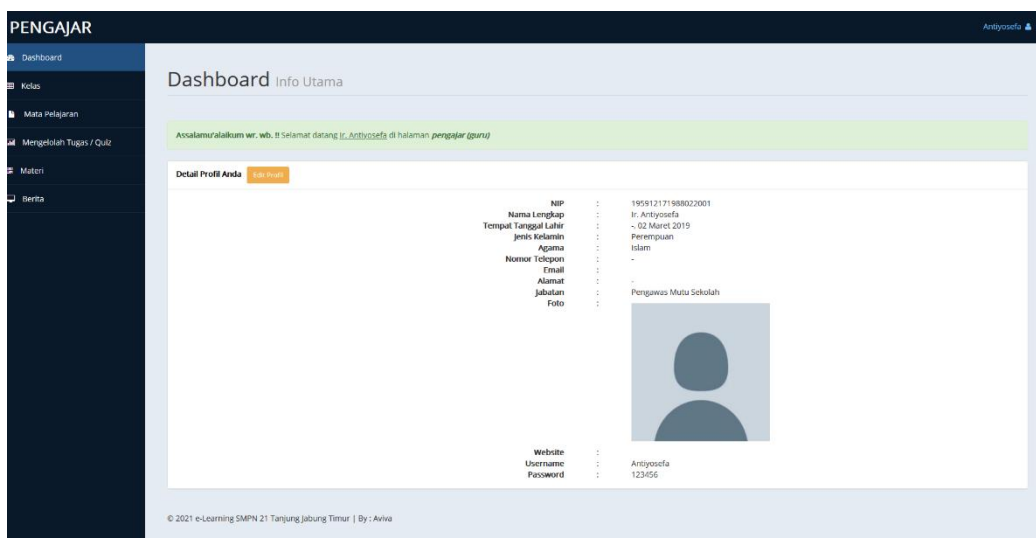 PENGAJAR
Antiyosefa
Dashboard
Kelas
Mata Pelajaran
Mengelolah Tugas / Quiz
Materi
Berita
Dashboard Info Utama
Assalamu'alaikum wr. wb. !! Selamat datang Ir. Antiyosefa di halaman pengajar (guru)
Detail Profil Anda Edit Profil
NIP : 195912171988022001
Nama Lengkap : Ir. Antiyosefa
Tempat Tanggal Lahir : -, 02 Maret 2019
Jenis Kelamin : Perempuan
Agama : Islam
Nomor Telepon : -
Email :
Alamat : -
Jabatan : Pengawas Mutu Sekolah
Foto :
Website :
Username : Antiyosefa
Password : 123456
© 2021 e-Learning SMPN 21 Tanjung Jabung Timur | By : Aviva